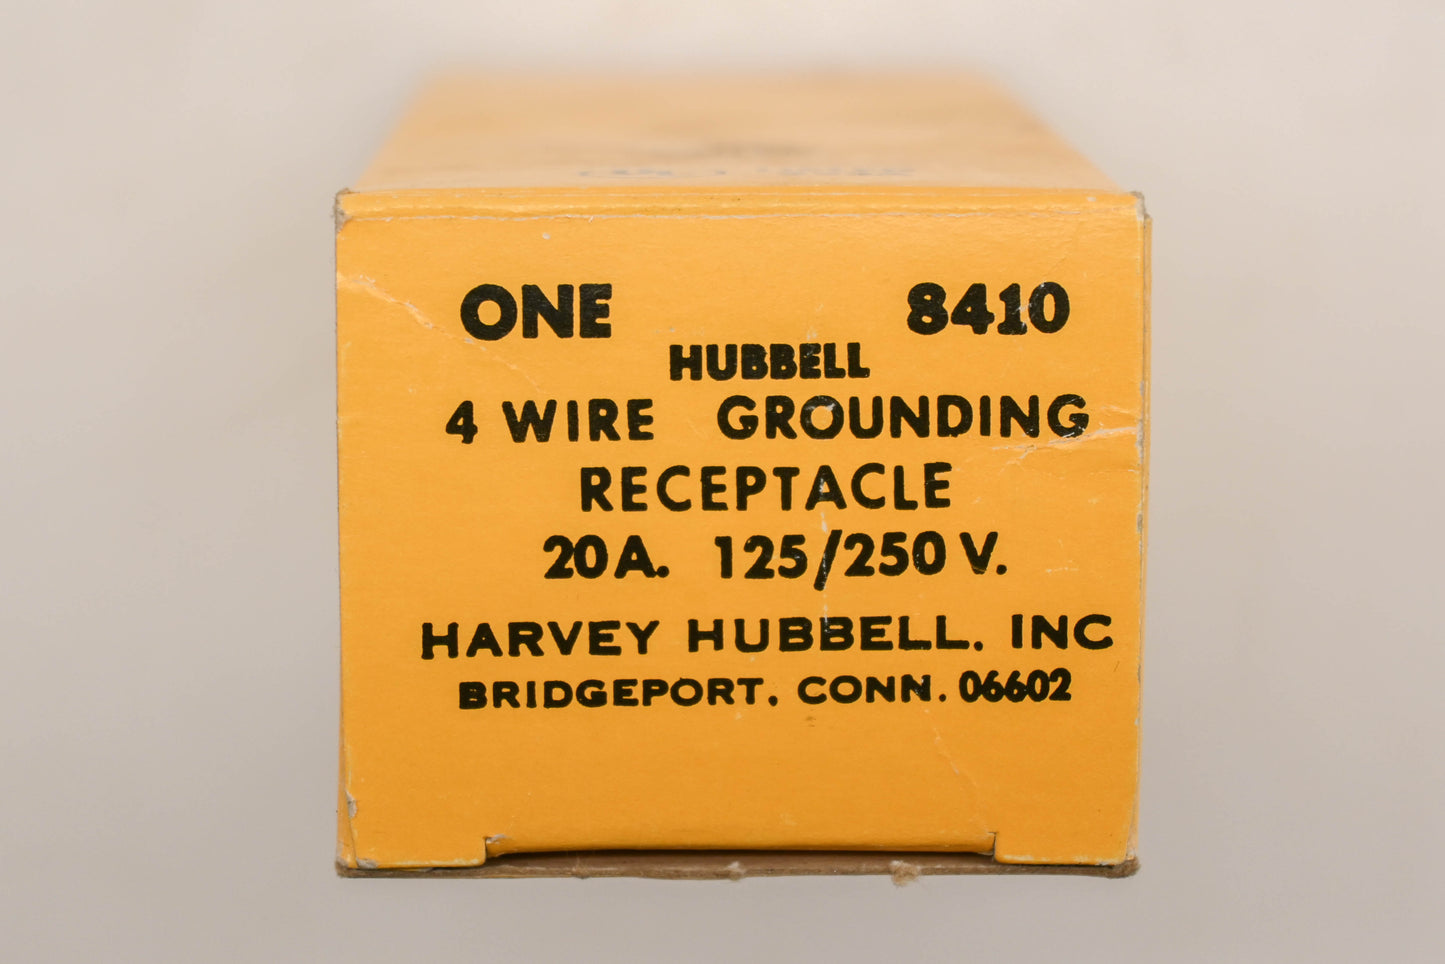 ONE 8410
HUBBELL
4 WIRE GROUNDING
RECEPTACLE
20A. 125/250 V.
HARVEY HUBBELL, INC
BRIDGEPORT, CONN. 06602